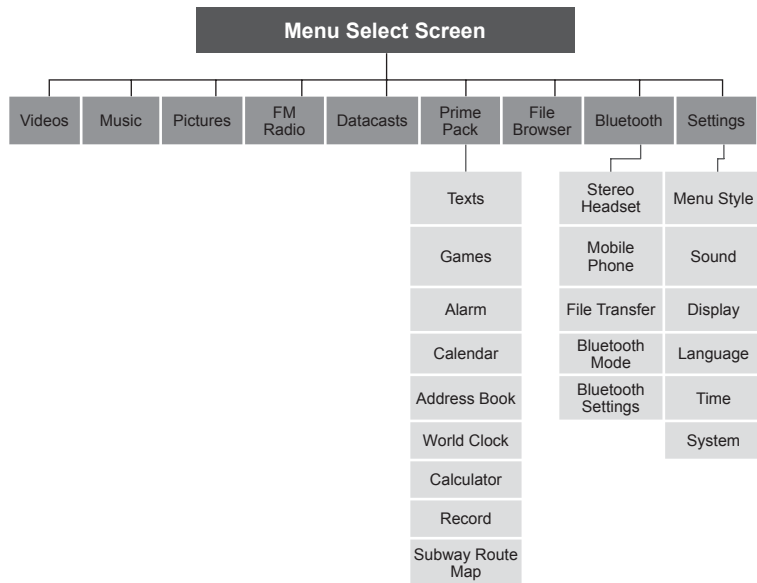 Menu Select Screen
Videos
Music
Pictures
FM
Radio
Datacasts
Prime
Pack
File
Browser
Bluetooth
Settings
Texts
Games
Alarm
Calendar
Address Book
World Clock
Calculator
Record
Subway Route
Map
Stereo
Headset
Mobile
Phone
File Transfer
Bluetooth
Mode
Bluetooth
Settings
Menu Style
Sound
Display
Language
Time
System